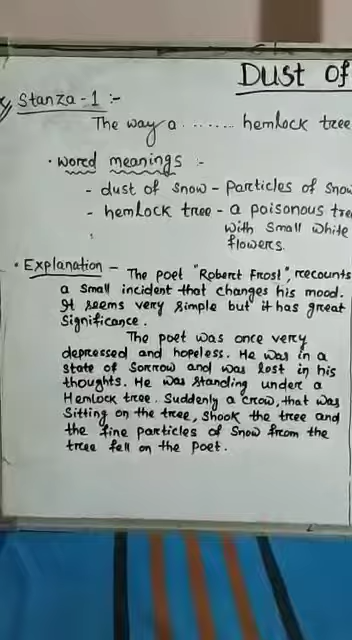 Dust of
Stanza - 1 :-
The way a ........ hemlock tree
• wored meanings :-
- dust of snow - Particles of snow
- hemlock tree - a poisonous tree
with small white
flowers.
• Explanation - The poet "Robert Frost", recounts
a small incident that changes his mood.
It seems very simple but it has great
significance.
The poet was once very
depressed and hopeless. He was in a
state of Sorrow and was lost in his
thoughts. He was standing under a
Hemlock tree. Suddenly a crow, that was
Sitting on the tree, shook the tree and
the fine particles of snow from the
tree fell on the poet.